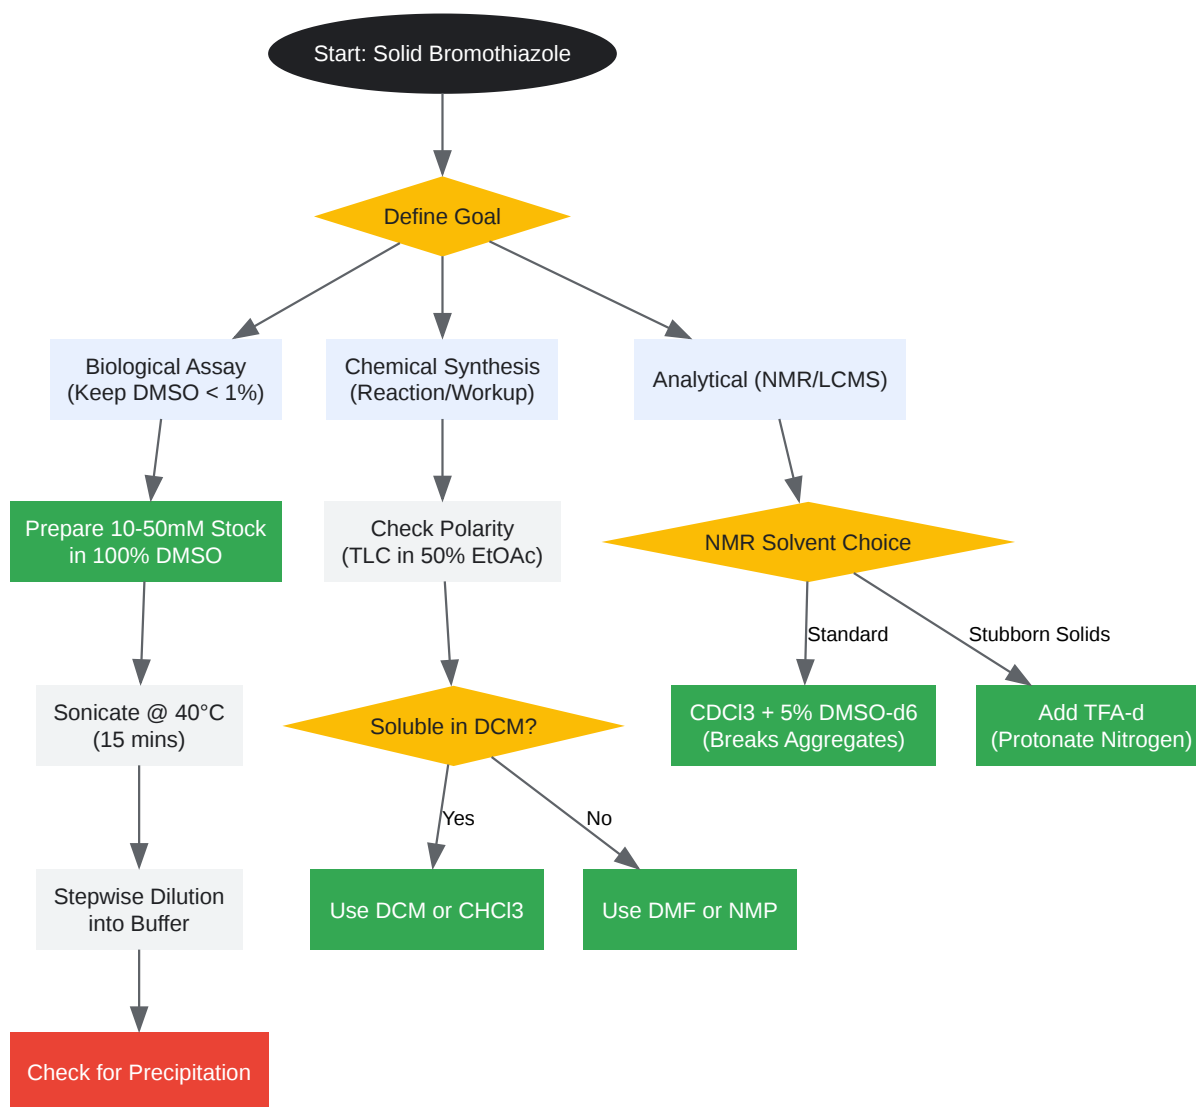 Start: Solid Bromothiazole
Define Goal
Biological Assay
(Keep DMSO < 1%)
Chemical Synthesis
(Reaction/Workup)
Analytical (NMR/LCMS)
Prepare 10-50mM Stock
in 100% DMSO
Check Polarity
(TLC in 50% EtOAc)
NMR Solvent Choice
Standard
Stubborn Solids
Sonicate @ 40°C
(15 mins)
Soluble in DCM?
CDCl3 + 5% DMSO-d6
(Breaks Aggregates)
Add TFA-d
(Protonate Nitrogen)
Yes
No
Stepwise Dilution
into Buffer
Use DCM or CHCl3
Use DMF or NMP
Check for Precipitation